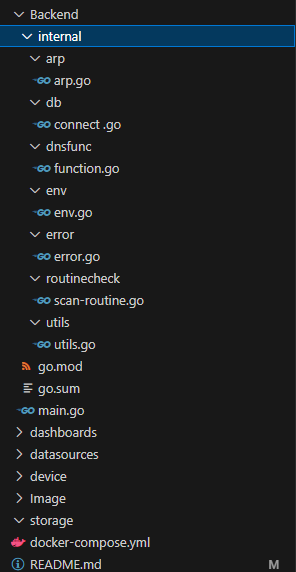 Backend
internal
arp
arp.go
db
connect .go
dnsfunc
function.go
env
env.go
error
error.go
routinecheck
scan-routine.go
utils
utils.go
go.mod
go.sum
main.go
dashboards
datasources
device
Image
storage
docker-compose.yml
README.md M